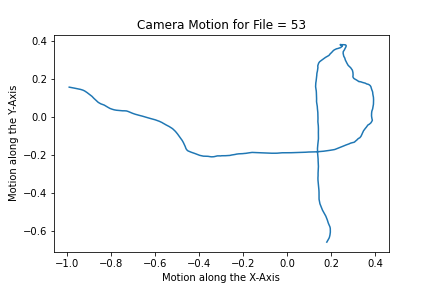 Camera Motion for File = 53
Motion along the Y-Axis
0.4
0.2
0.0
−0.2
−0.4
−0.6
−1.0 −0.8 −0.6 −0.4 −0.2 0.0 0.2 0.4
Motion along the X-Axis